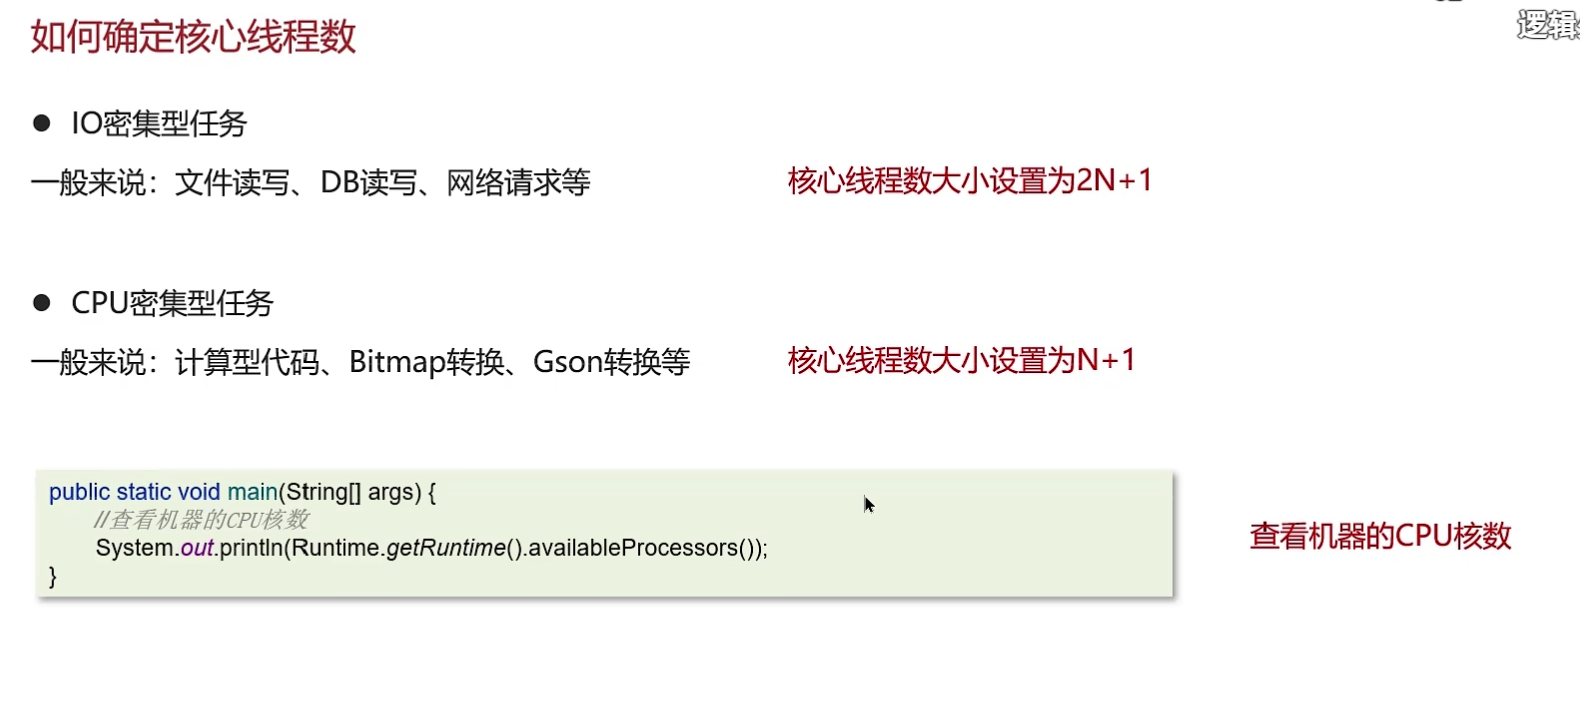 逻辑
如何确定核心线程数
● IO密集型任务
一般来说：文件读写、DB读写、网络请求等
核心线程数大小设置为2N+1
● CPU密集型任务
一般来说：计算型代码、Bitmap转换、Gson转换等
核心线程数大小设置为N+1
public static void main(String[] args) {
//查看机器的CPU核数
System.out.println(Runtime.getRuntime().availableProcessors());
}
查看机器的CPU核数